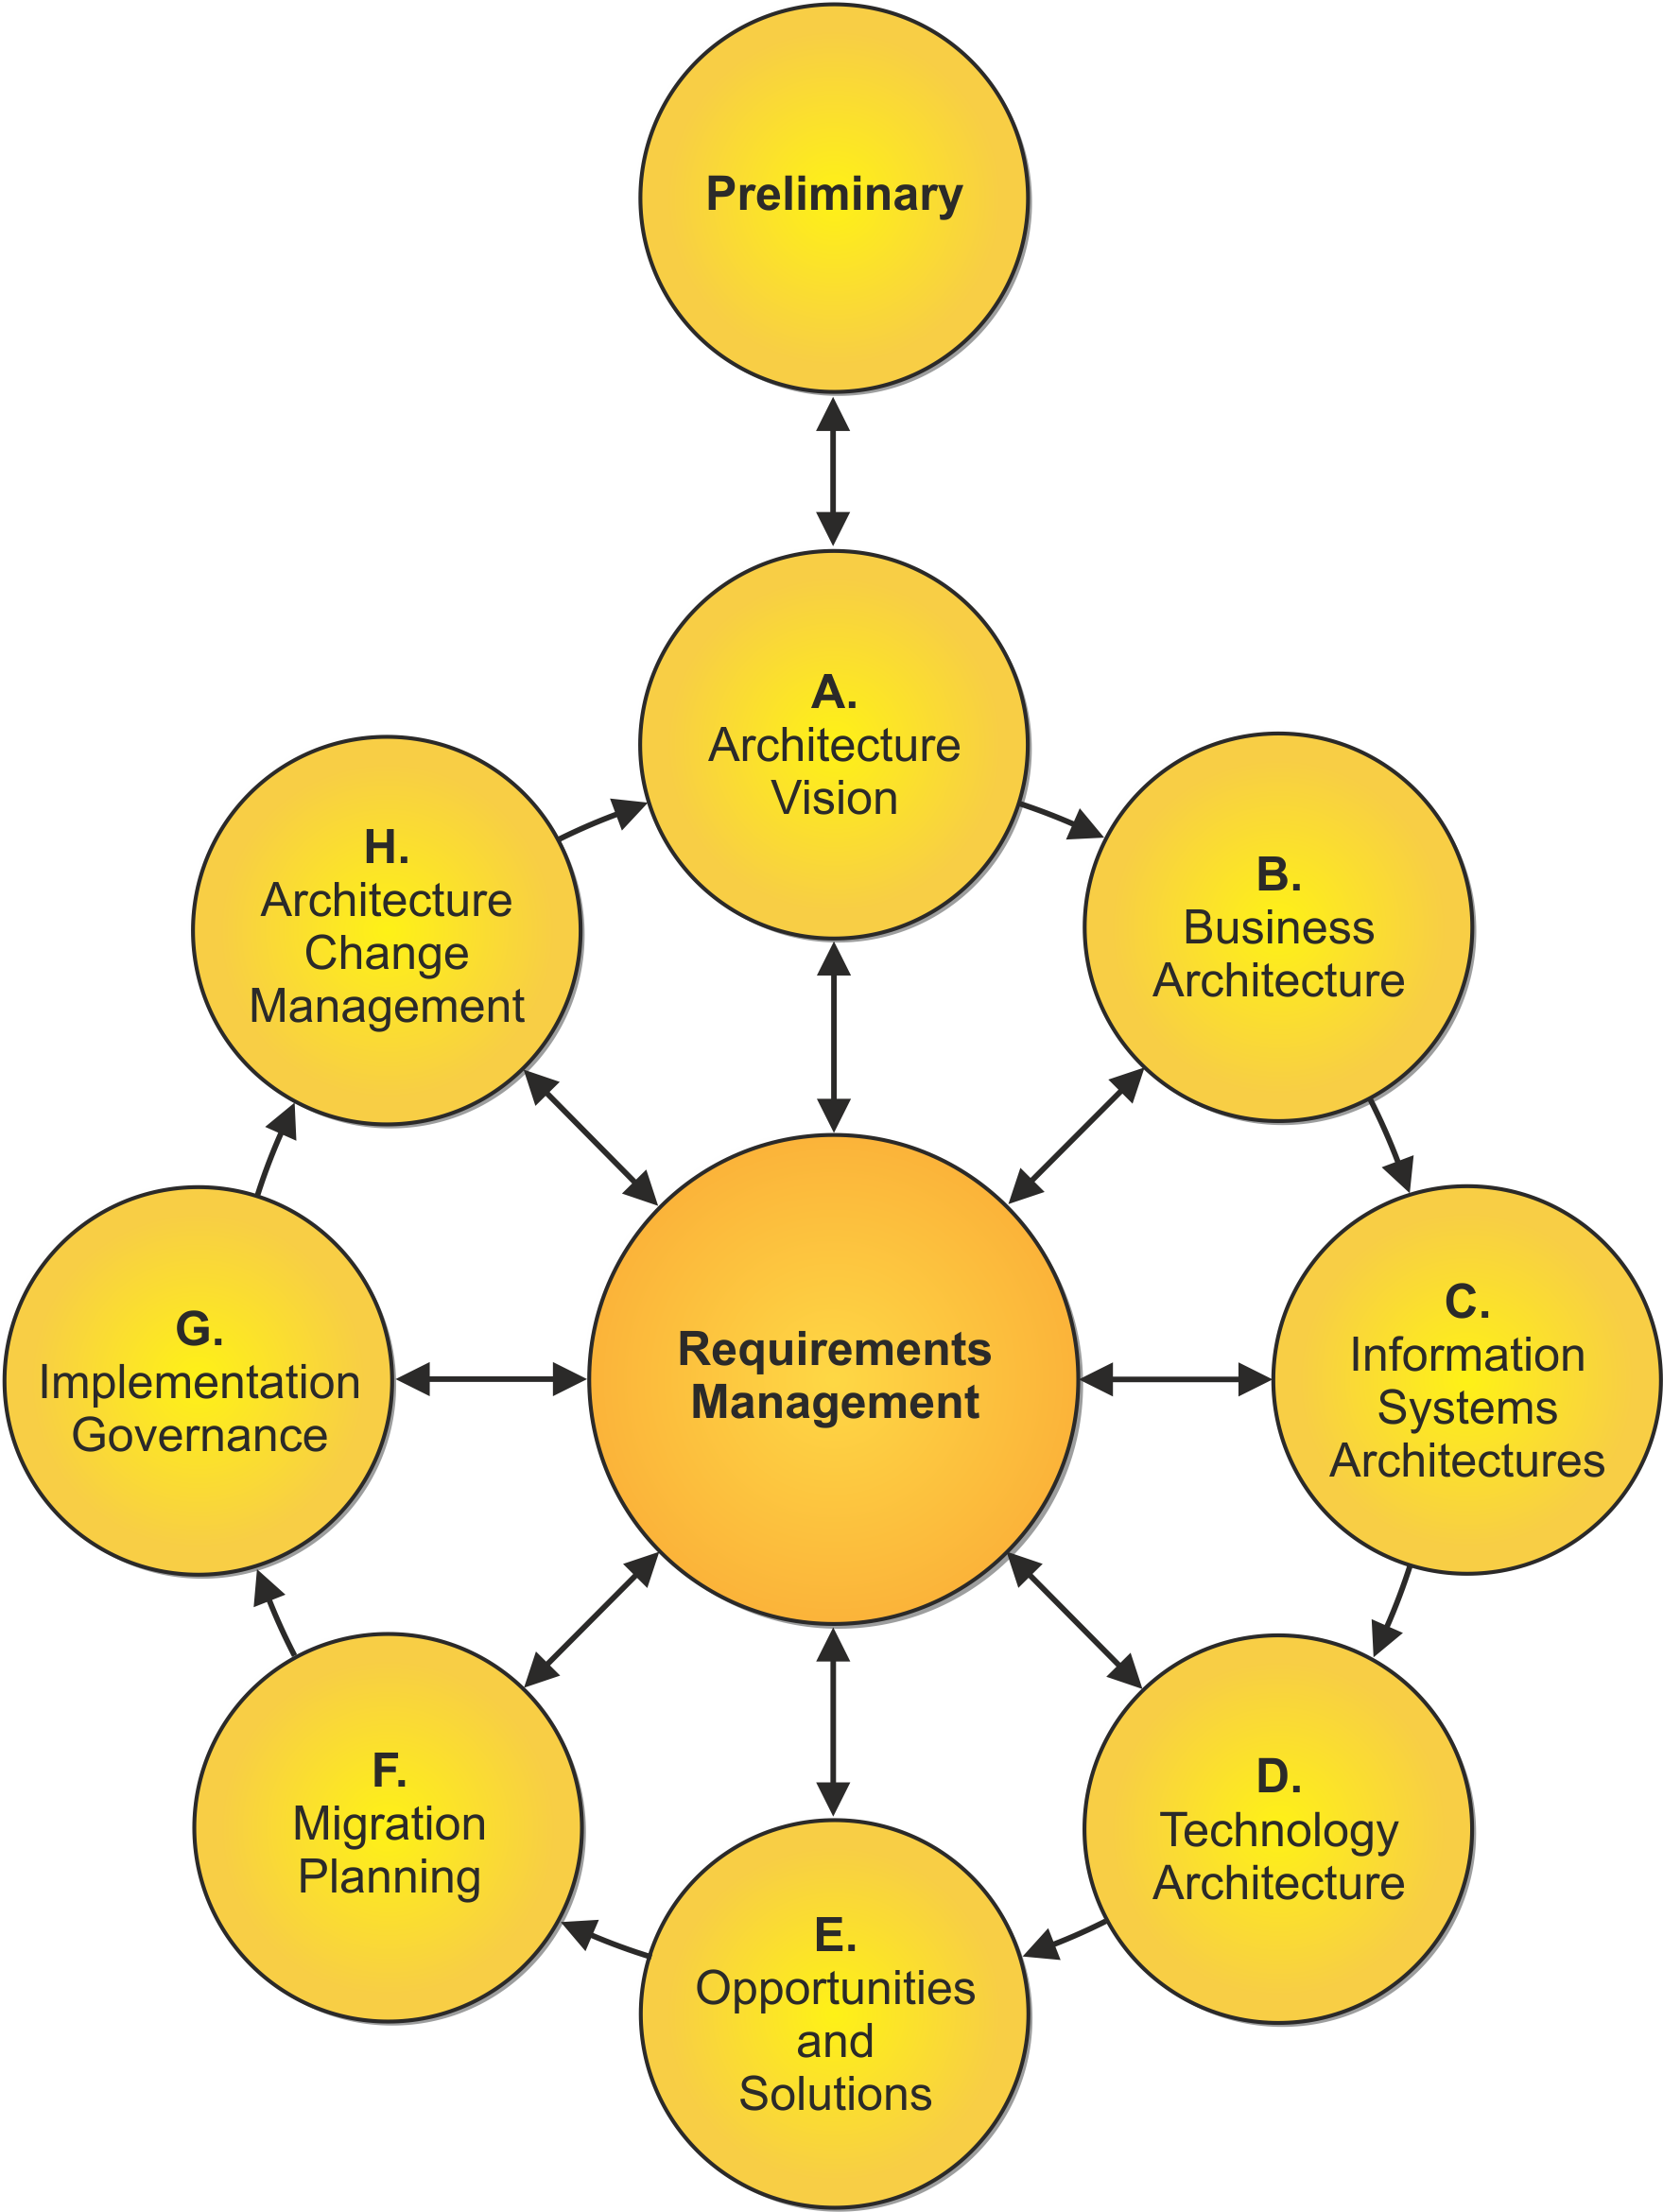 Preliminary
A.
Architecture
Vision
B.
Business
Architecture
C.
Information
Systems
Architectures
D.
Technology
Architecture
E.
Opportunities
and
Solutions
F.
Migration
Planning
G.
Implementation
Governance
H.
Architecture
Change
Management
Requirements
Management